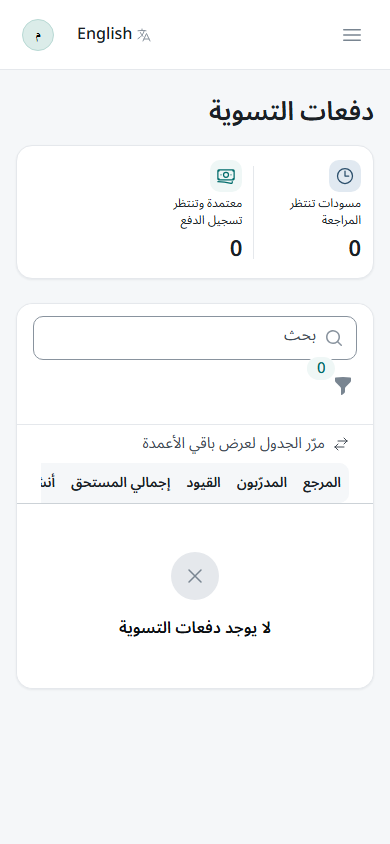 English
م
دفعات التسوية
مسودات تنتظر المراجعة
0
معتمدة وتنتظر تسجيل الدفع
0
بحث
0
مرّر الجدول لعرض باقي الأعمدة
المرجع المدرّبون القيود إجمالي المستحق
لا يوجد دفعات التسوية